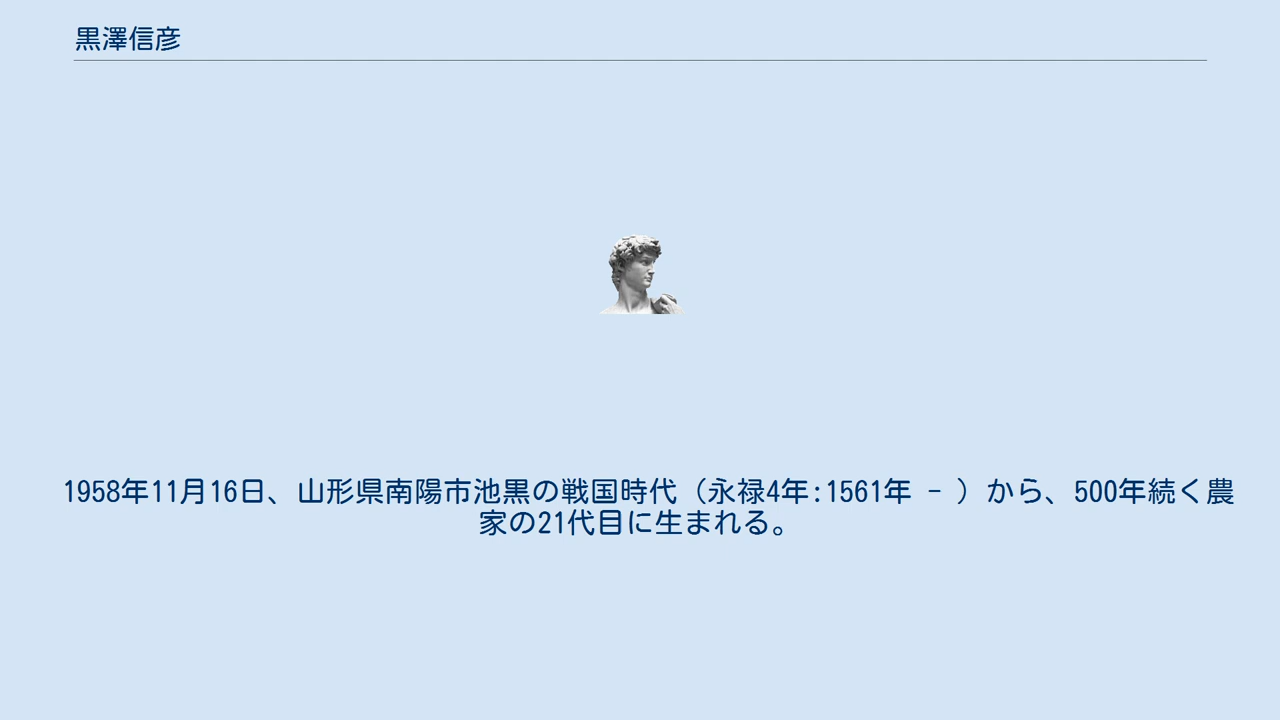 黒澤信彦
1958年11月16日、山形県南陽市池黒の戦国時代（永禄4年:1561年 - ）から、500年続く農
家の21代目に生まれる。